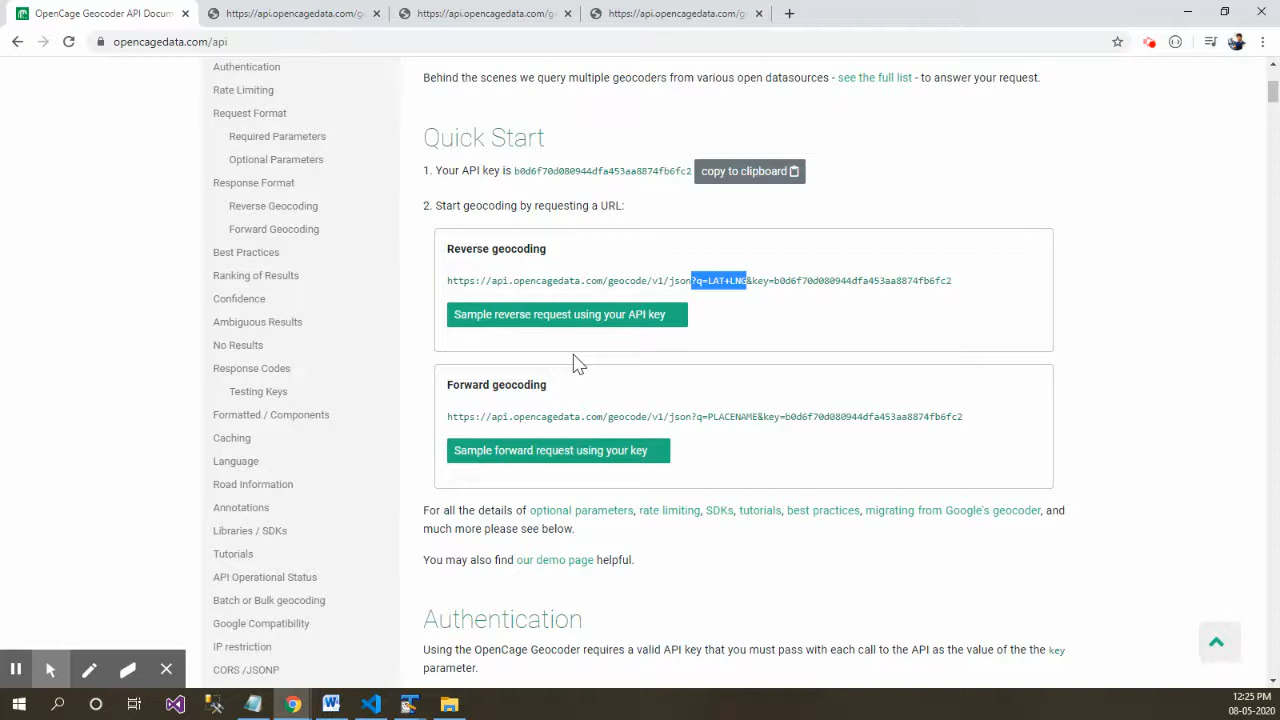 OpenCage Geocoder API Docum
https://api.opencagedata.com/ge
https://api.opencagedata.com/ge
https://api.opencagedata.com/ge
opencagedata.com/api
Authentication
Rate Limiting
Request Format
Required Parameters
Optional Parameters
Response Format
Reverse Geocoding
Forward Geocoding
Best Practices
Ranking of Results
Confidence
Ambiguous Results
No Results
Response Codes
Testing Keys
Formatted / Components
Caching
Language
Road Information
Annotations
Libraries / SDKs
Tutorials
API Operational Status
Batch or Bulk geocoding
Google Compatibility
IP restriction
CORS /JSONP
Behind the scenes we query multiple geocoders from various open datasources - see the full list - to answer your request.
Quick Start
1. Your API key is b0d6f70d080944dfa453aa8874fb6fc2 copy to clipboard
2. Start geocoding by requesting a URL:
Reverse geocoding
https://api.opencagedata.com/geocode/v1/json?q=LAT+LNG&key=b0d6f70d080944dfa453aa8874fb6fc2
Sample reverse request using your API key
Forward geocoding
https://api.opencagedata.com/geocode/v1/json?q=PLACENAME&key=b0d6f70d080944dfa453aa8874fb6fc2
Sample forward request using your key
For all the details of optional parameters, rate limiting, SDKs, tutorials, best practices, migrating from Google's geocoder, and
much more please see below.
You may also find our demo page helpful.
Authentication
Using the OpenCage Geocoder requires a valid API key that you must pass with each call to the API as the value of the the key
parameter.
12:25 PM
08-05-2020